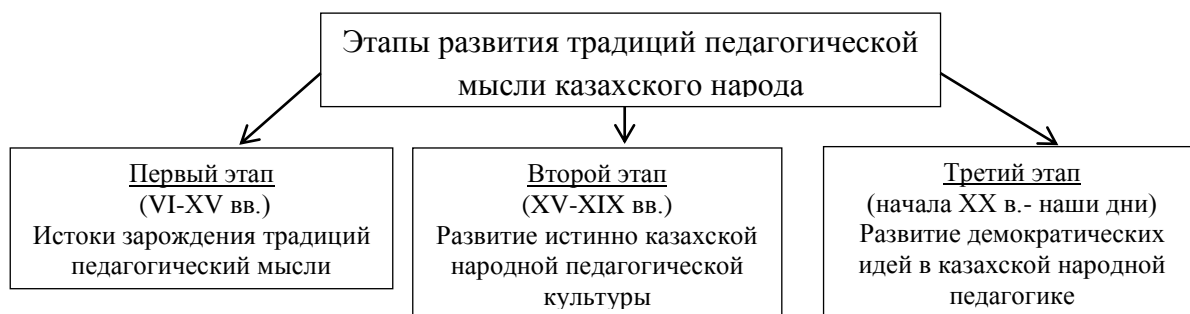 Этапы развития традиций педагогической
мысли казахского народа
Первый этап
(VI-XV вв.)
Истоки зарождения традиций
педагогический мысли
Второй этап
(XV-XIX вв.)
Развитие истинно казахской
народной педагогической
культуры
Третий этап
(начала XX в.- наши дни)
Развитие демократических
идей в казахской народной
педагогике